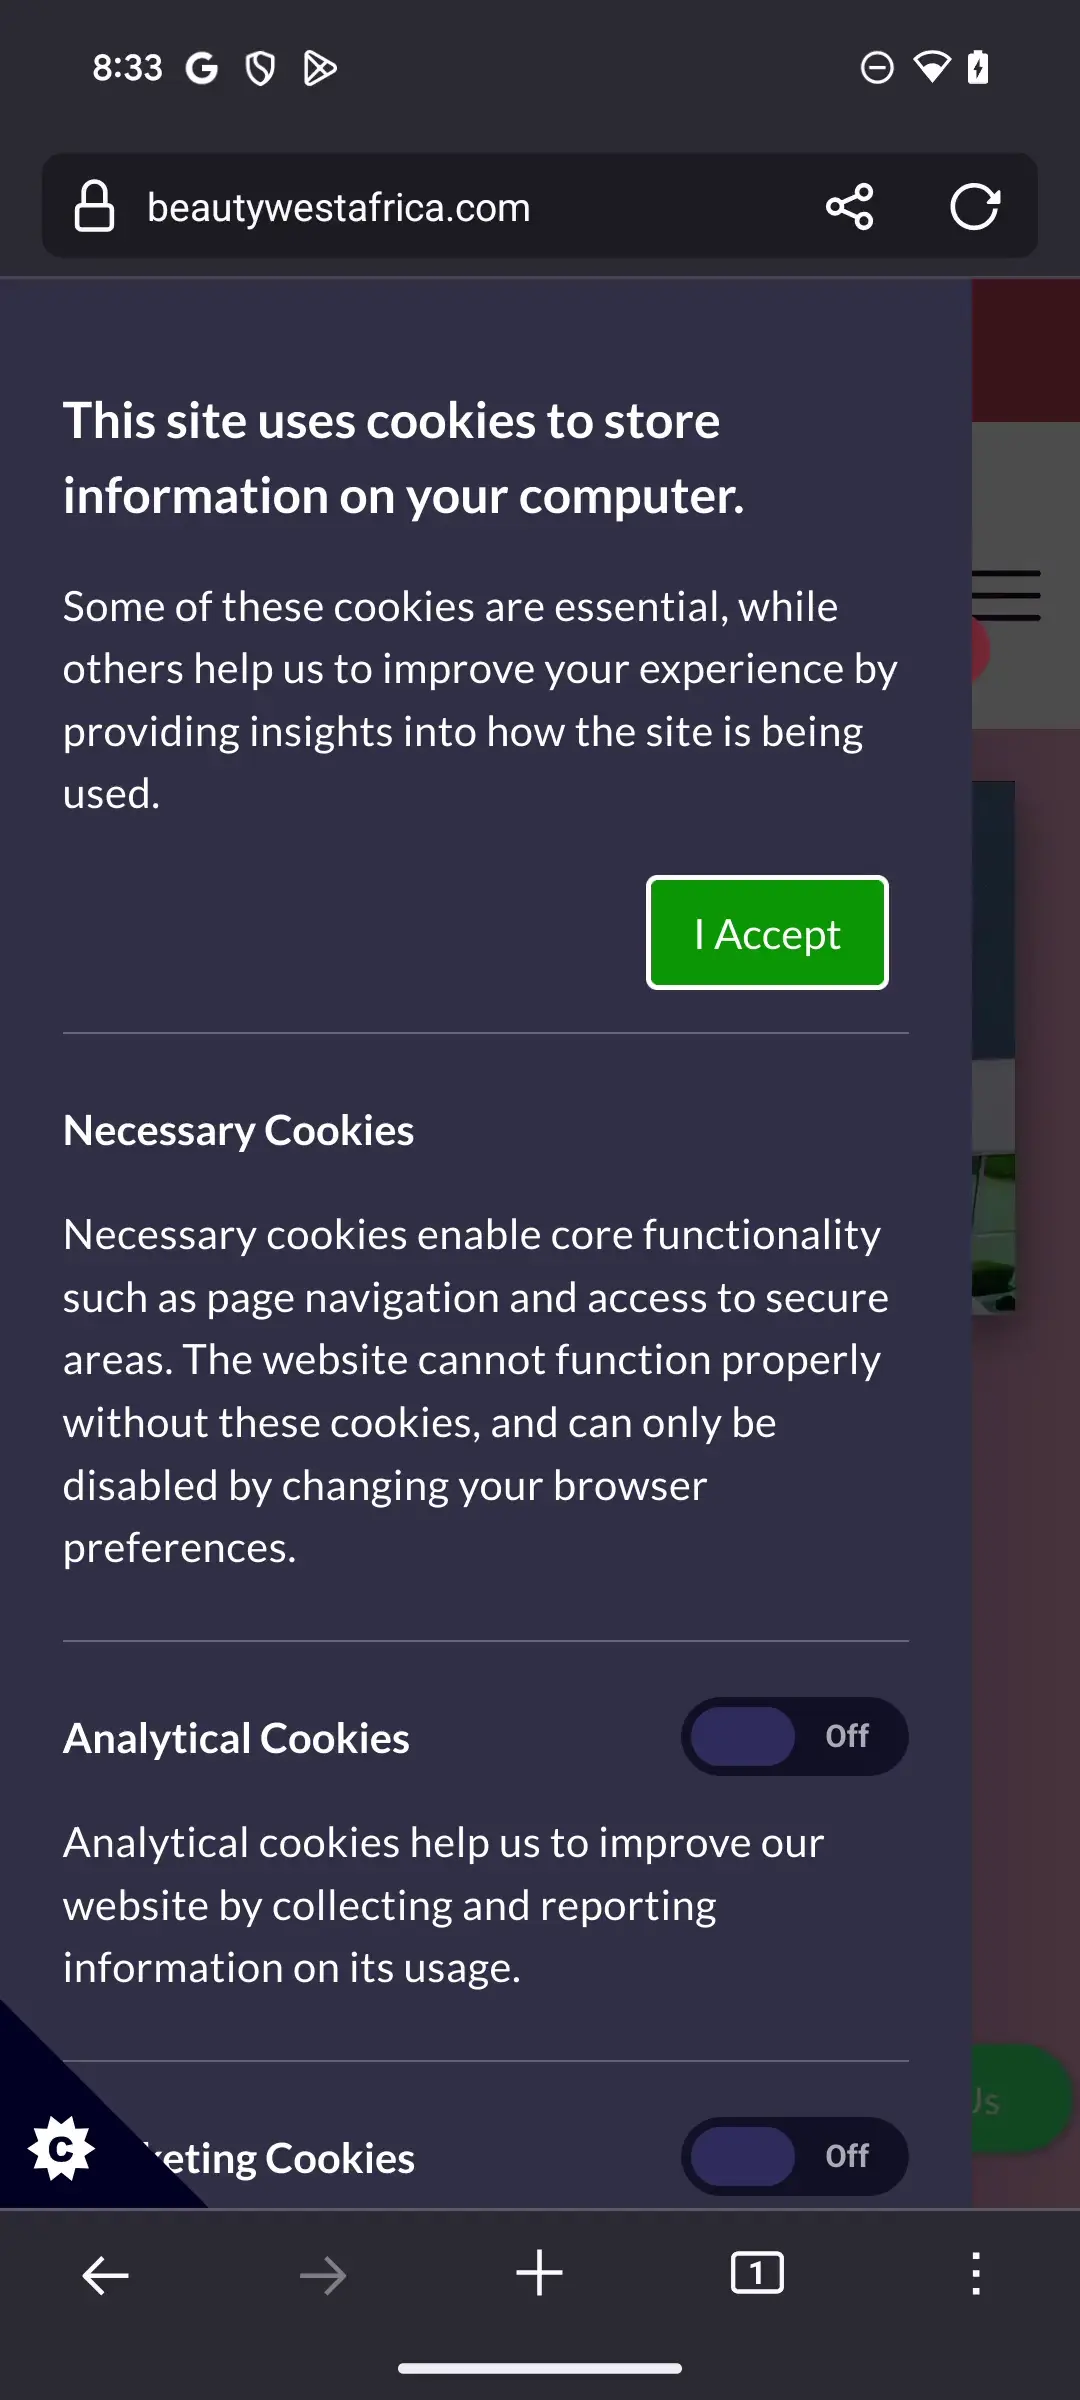 8:33
beautywestafrica.com
This site uses cookies to store
information on your computer.
Some of these cookies are essential, while
others help us to improve your experience by
providing insights into how the site is being
used.
I Accept
Necessary Cookies
Necessary cookies enable core functionality
such as page navigation and access to secure
areas. The website cannot function properly
without these cookies, and can only be
disabled by changing your browser
preferences.
Analytical Cookies
Off
Analytical cookies help us to improve our
website by collecting and reporting
information on its usage.
Us
C
keting Cookies
Off
1